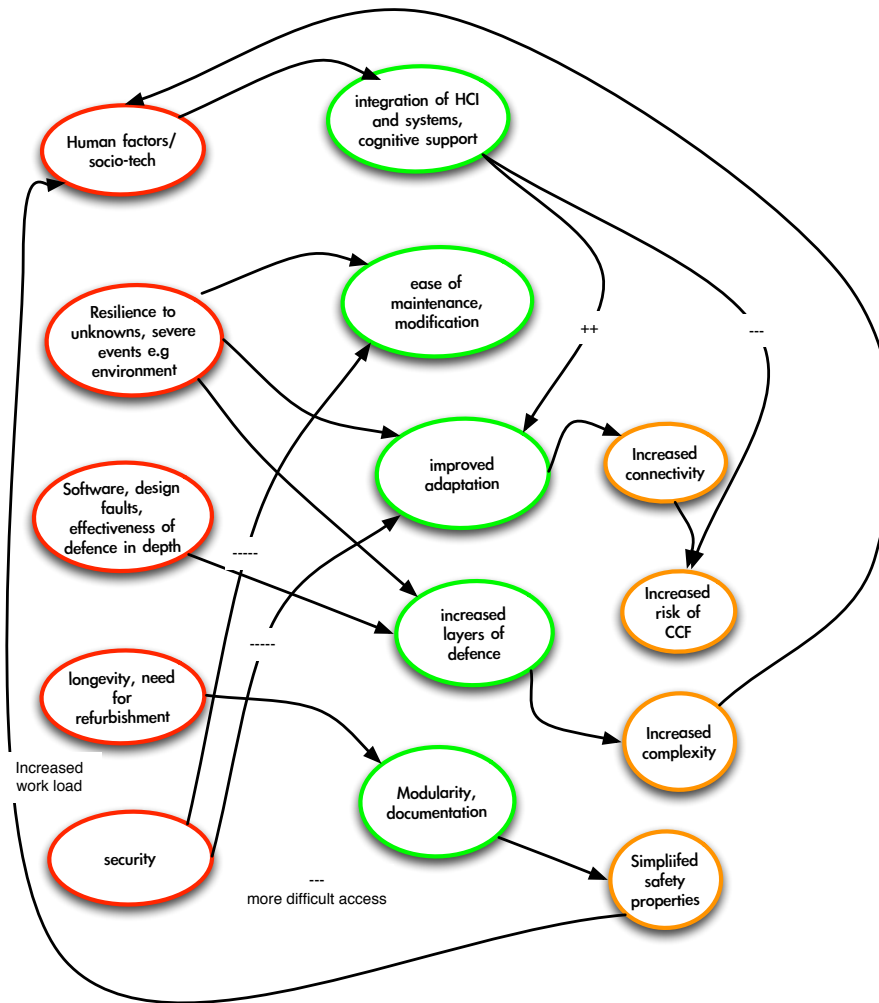 integration of HCI
and systems,
cognitive support
Human factors/
socio-tech
ease of
maintenance,
modification
Resilience to
unknowns, severe
events e.g
environment
++
---
improved
adaptation
Increased
connectivity
Software, design
faults,
effectiveness of
defence in depth
-----
Increased
risk of
CCF
increased
layers of
defence
-----
longevity, need
for
refurbishment
Increased
complexity
Increased
work load
Modularity,
documentation
security
Simpliifed
safety
properties
---
more difficult access